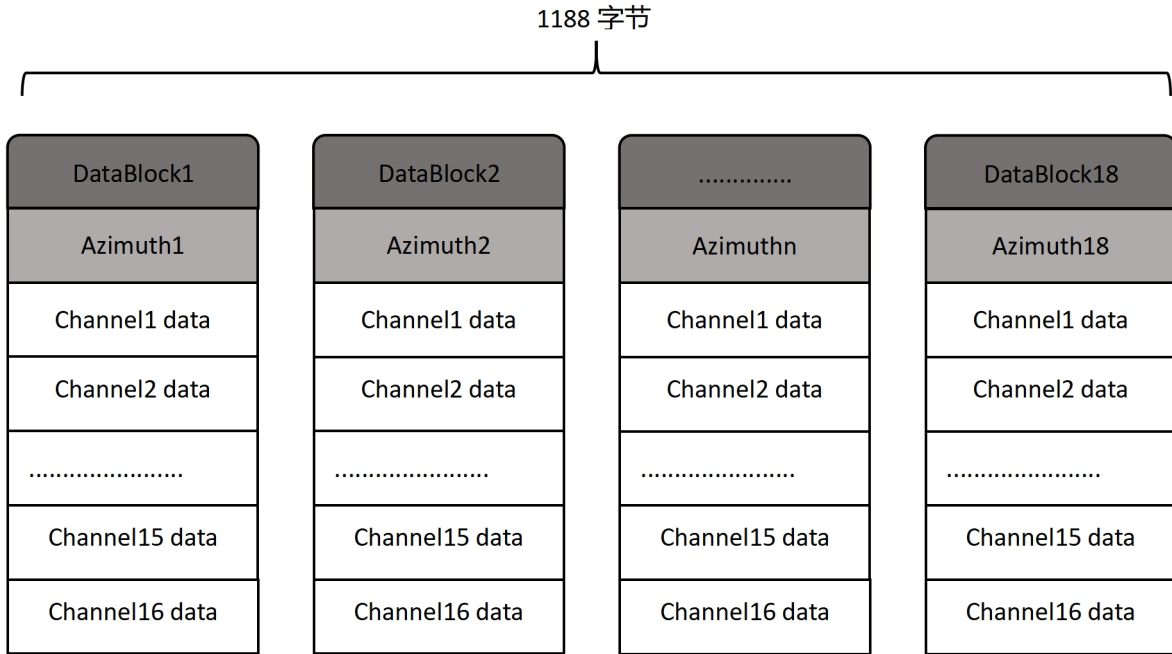 1188 字节
DataBlock1
Azimuth1
Channel1 data
Channel2 data
.......................
Channel15 data
Channel16 data
DataBlock2
Azimuth2
Channel1 data
Channel2 data
.......................
Channel15 data
Channel16 data
..............
Azimuthn
Channel1 data
Channel2 data
.......................
Channel15 data
Channel16 data
DataBlock18
Azimuth18
Channel1 data
Channel2 data
.......................
Channel15 data
Channel16 data